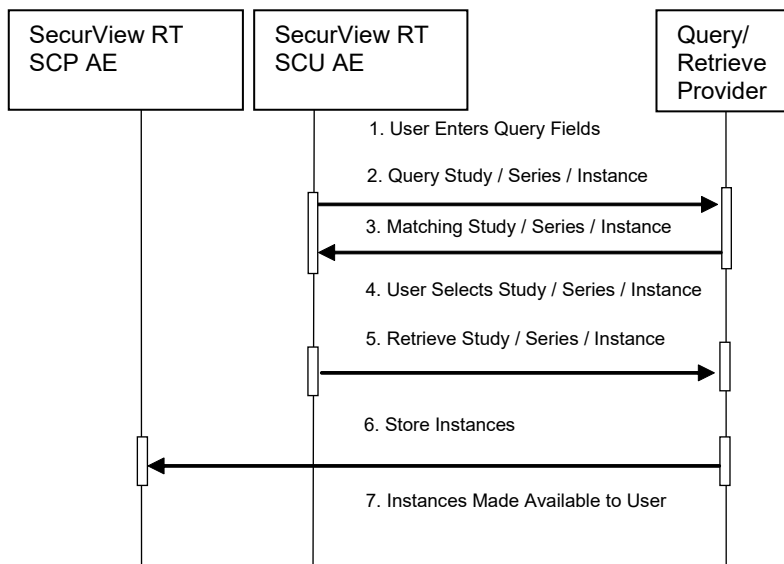 SecurView RT
SCP AE
SecurView RT
SCU AE
Query/
Retrieve
Provider
1. User Enters Query Fields
2. Query Study / Series / Instance
3. Matching Study / Series / Instance
4. User Selects Study / Series / Instance
5. Retrieve Study / Series / Instance
6. Store Instances
7. Instances Made Available to User